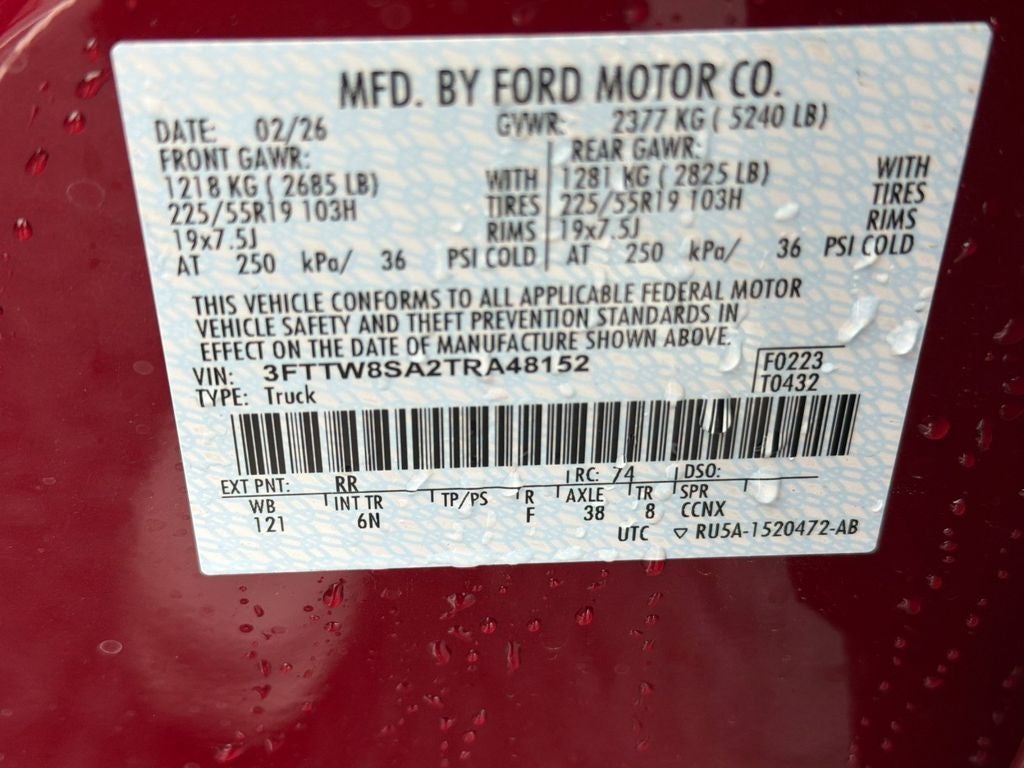 MFD. BY FORD MOTOR CO.
DATE: 02/26 GVWR: 2377 KG ( 5240 LB)
FRONT GAWR: REAR GAWR:
1218 KG ( 2685 LB) WITH 1281 KG ( 2825 LB) WITH
225/55R19 103H TIRES 225/55R19 103H TIRES
19x7.5J RIMS 19x7.5J RIMS
AT 250 kPa/ 36 PSI COLD AT 250 kPa/ 36 PSI COLD
THIS VEHICLE CONFORMS TO ALL APPLICABLE FEDERAL MOTOR
VEHICLE SAFETY AND THEFT PREVENTION STANDARDS IN
EFFECT ON THE DATE OF MANUFACTURE SHOWN ABOVE.
VIN: 3FTTW8SA2TRA48152 F0223
TYPE: Truck T0432
EXT PNT: RR RC: 74 DSO:
WB INT TR TP/PS R AXLE TR SPR
121 6N F 38 8 CCNX
UTC ▽ RU5A-1520472-AB